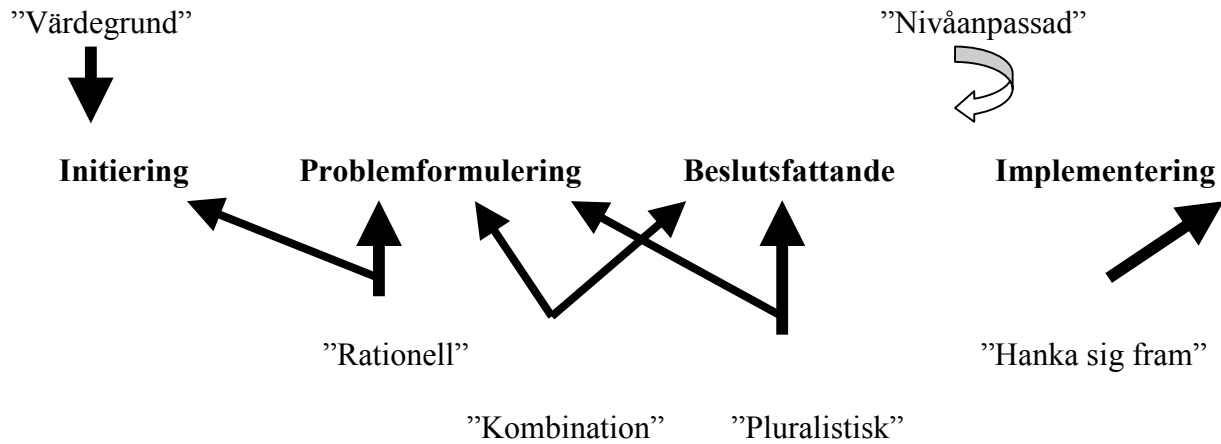 ”Värdegrund” ”Nivåanpassad”
Initiering Problemformulering Beslutsfattande Implementering
”Rationell” ”Hanka sig fram”
”Kombination” ”Pluralistisk”